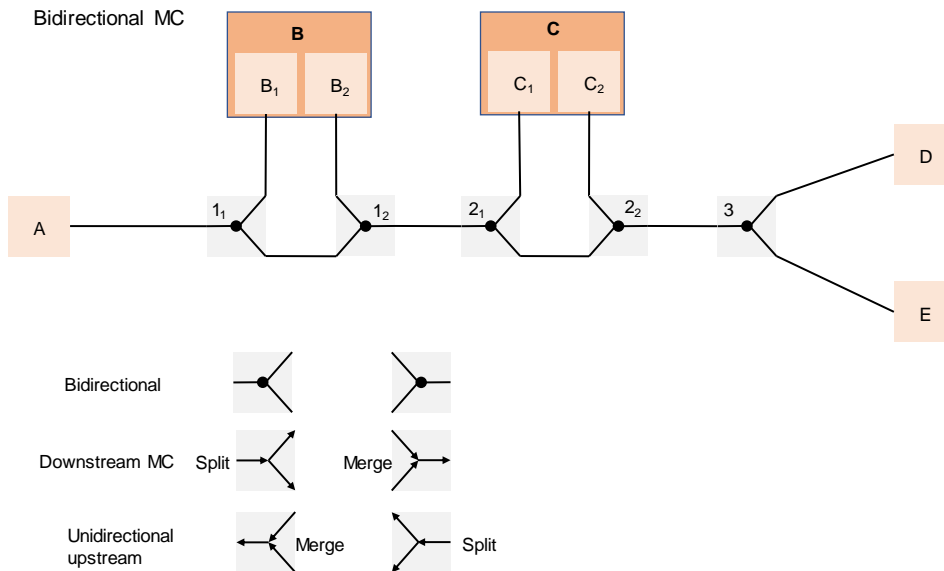 Bidirectional MC
B
C
B₁
B₂
C₁
C₂
D
1₁
1₂
2₁
2₂
3
A
E
Bidirectional
Downstream MC
Split
Merge
Unidirectional
upstream
Merge
Split